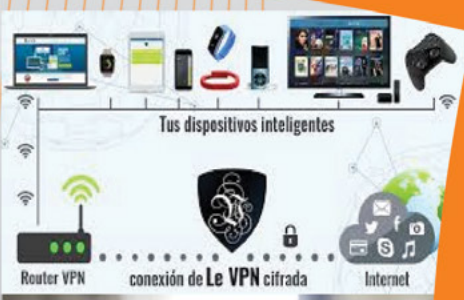 Tus dispositivos inteligentes
Router VPN
conexión de Le VPN cifrada
Internet